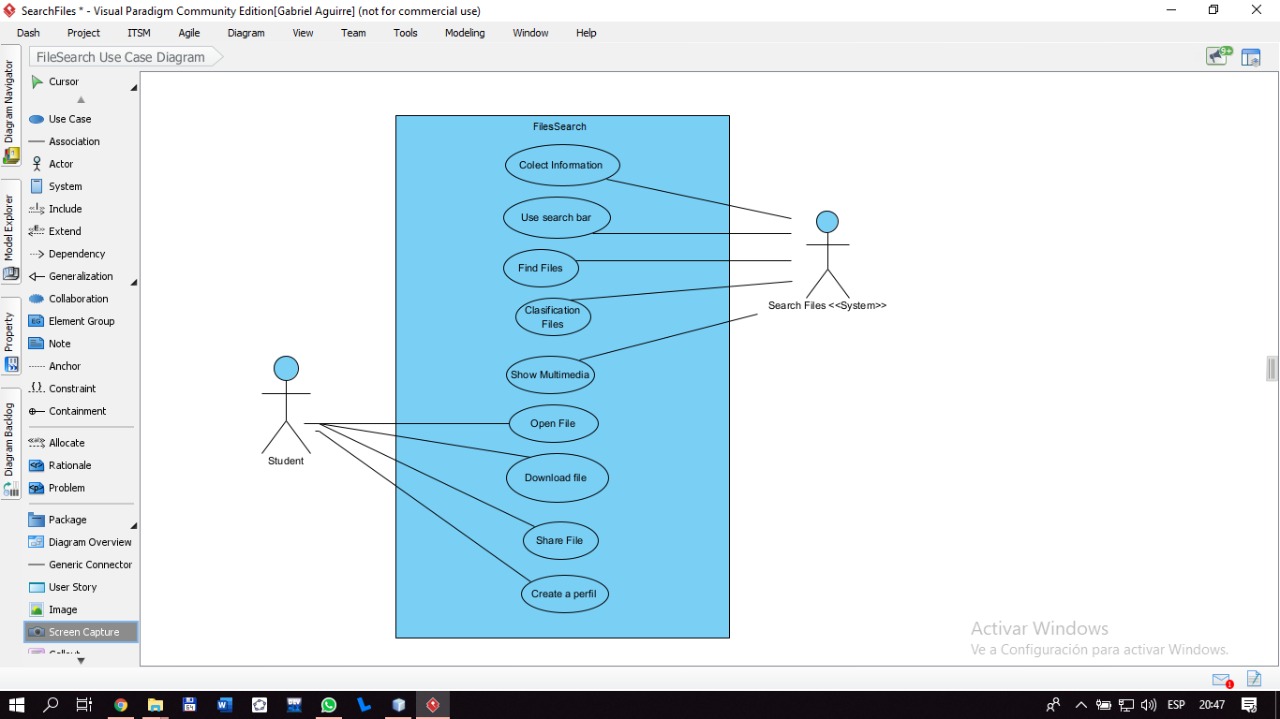 SearchFiles * - Visual Paradigm Community Edition[Gabriel Aguirre] (not for commercial use)
Dash Project ITSM Agile Diagram View Team Tools Modeling Window Help
FileSearch Use Case Diagram
9+
Diagram Navigator
Model Explorer
Property
Diagram Backlog
Cursor
Use Case
Association
Actor
System
Include
Extend
Dependency
Generalization
Collaboration
Element Group
Note
Anchor
Constraint
Containment
Allocate
Rationale
Problem
Package
Diagram Overview
Generic Connector
User Story
Image
Screen Capture
FilesSearch
Colect Information
Use search bar
Find Files
Clasification
Files
Show Multimedia
Open File
Download file
Share File
Create a perfil
Search Files <<System>>
Student
Activar Windows
Ve a Configuración para activar Windows.
ESP 20:47